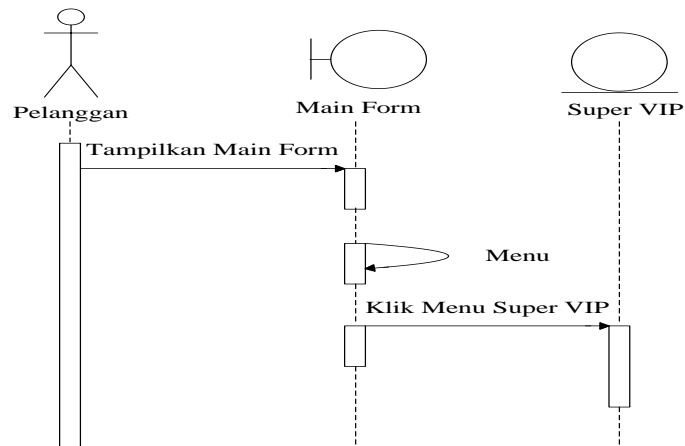 Pelanggan
Main Form
Super VIP
Tampilkan Main Form
Menu
Klik Menu Super VIP